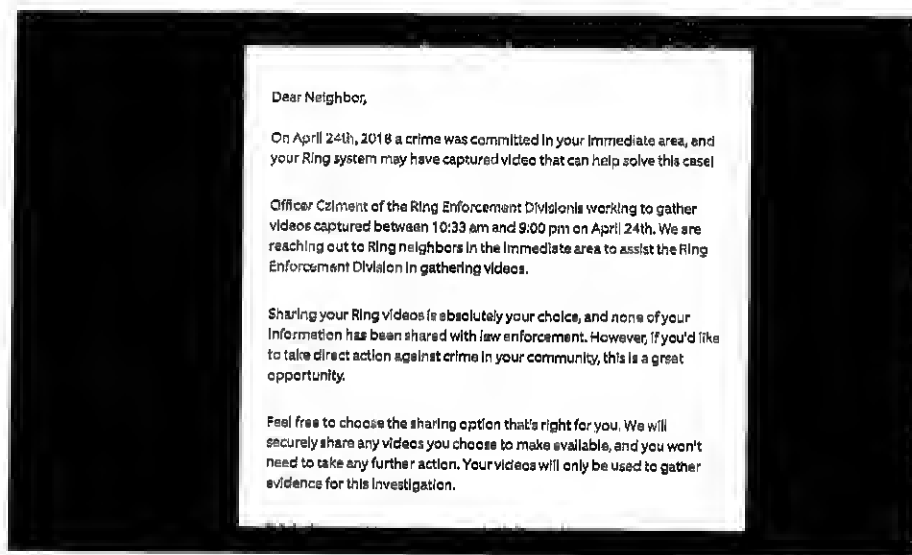 Dear Neighbor,
On April 24th, 2018 a crime was committed in your immediate area, and
your Ring system may have captured video that can help solve this case!
Officer Cziment of the Ring Enforcement Divisionis working to gather
videos captured between 10:33 am and 9:00 pm on April 24th. We are
reaching out to Ring neighbors in the immediate area to assist the Ring
Enforcement Division in gathering videos.
Sharing your Ring videos is absolutely your choice, and none of your
information has been shared with law enforcement. However, if you'd like
to take direct action against crime in your community, this is a great
opportunity.
Feel free to choose the sharing option that's right for you. We will
securely share any videos you choose to make available, and you won't
need to take any further action. Your videos will only be used to gather
evidence for this investigation.